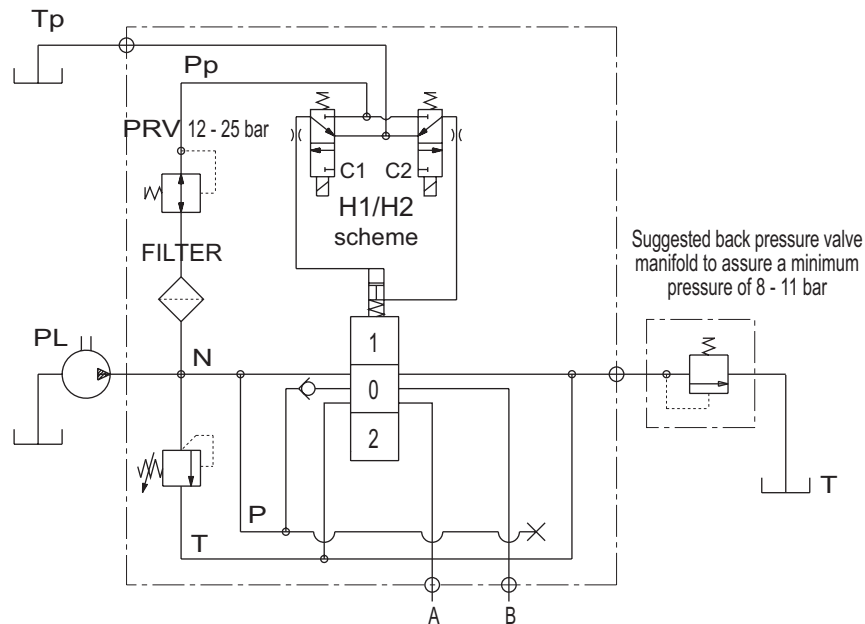 Tp
Pp
PRV 12 - 25 bar
C1 C2
H1/H2
scheme
FILTER
Suggested back pressure valve
manifold to assure a minimum
pressure of 8 - 11 bar
PL
N
1
0
2
P
T
T
A
B